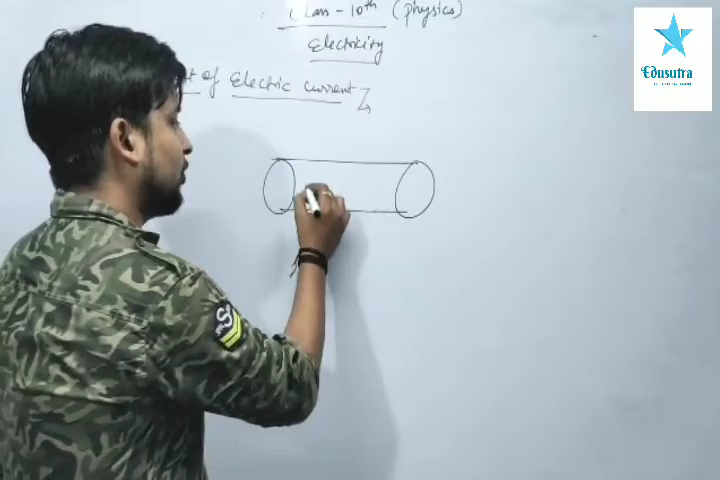 Class - 10th (Physics)
Electricity
of Electric current
Edusutra